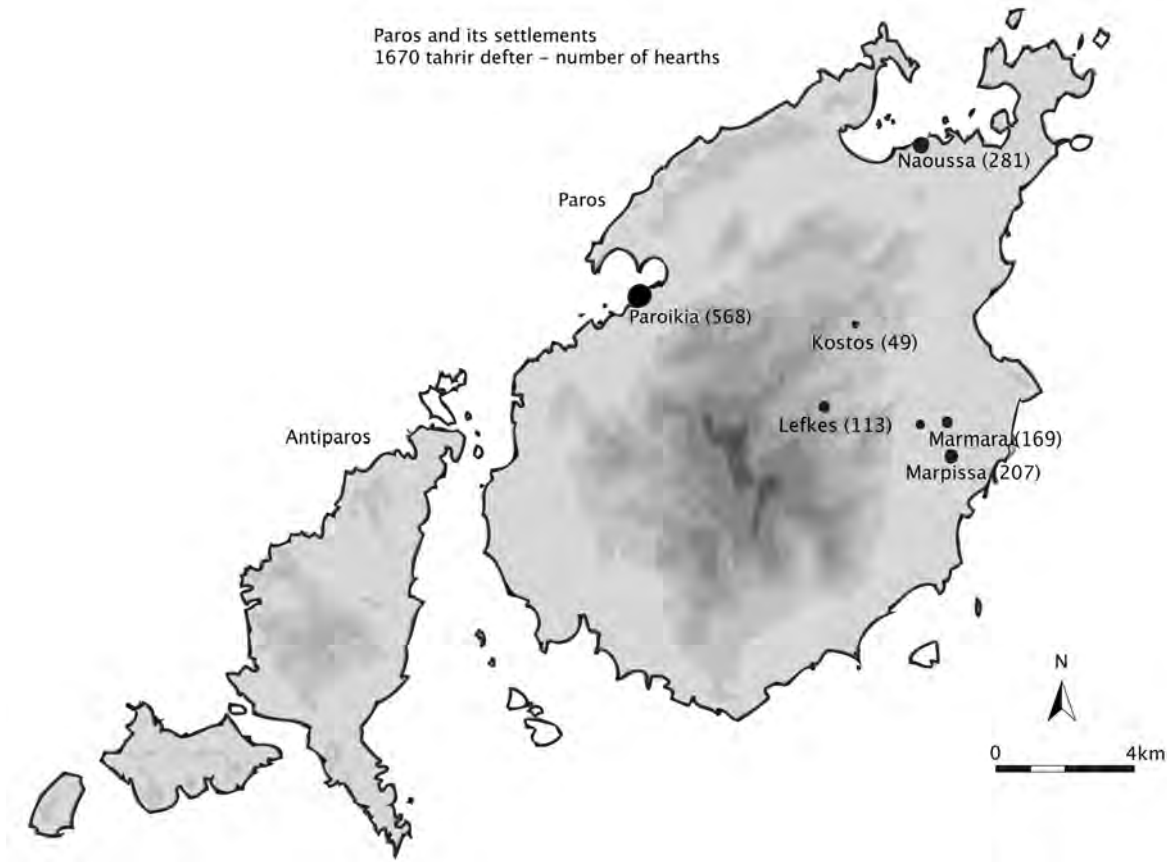 Paros and its settlements
1670 tahrir defter – number of hearths
Naoussa (281)
Paros
Paroikia (568)
Kostos (49)
Lefkes (113)
Antiparos
Marmara (169)
Marpissa (207)
N
0 4km